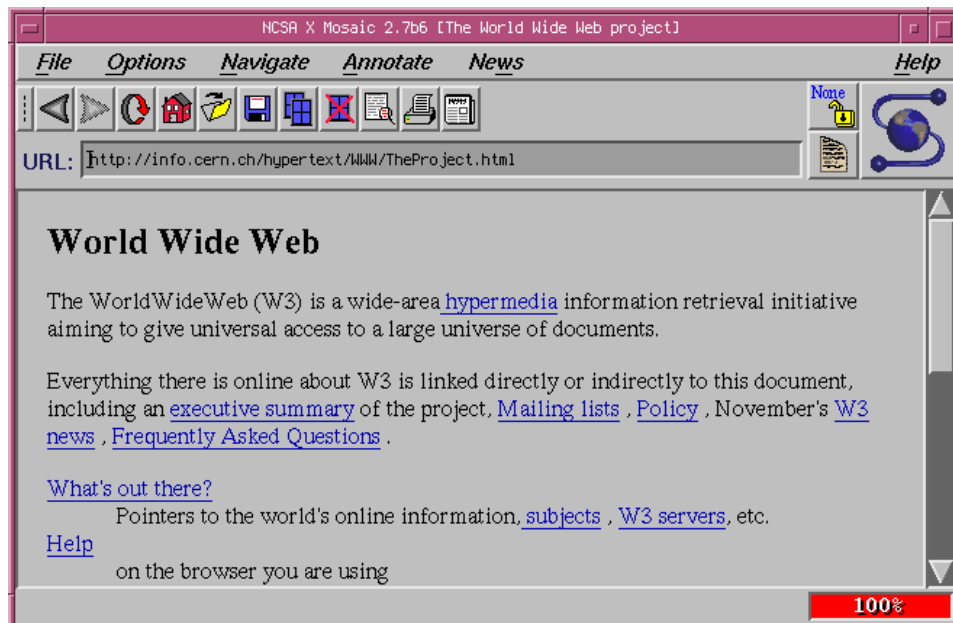 NCSA X Mosaic 2.7b6 [The World Wide Web project]
File Options Navigate Annotate News Help
None
URL: http://info.cern.ch/hypertext/WWW/TheProject.html
World Wide Web
The WorldWideWeb (W3) is a wide-area hypermedia information retrieval initiative
aiming to give universal access to a large universe of documents.
Everything there is online about W3 is linked directly or indirectly to this document,
including an executive summary of the project, Mailing lists , Policy , November's W3
news , Frequently Asked Questions .
What's out there?
Pointers to the world's online information, subjects , W3 servers, etc.
Help
on the browser you are using
100%